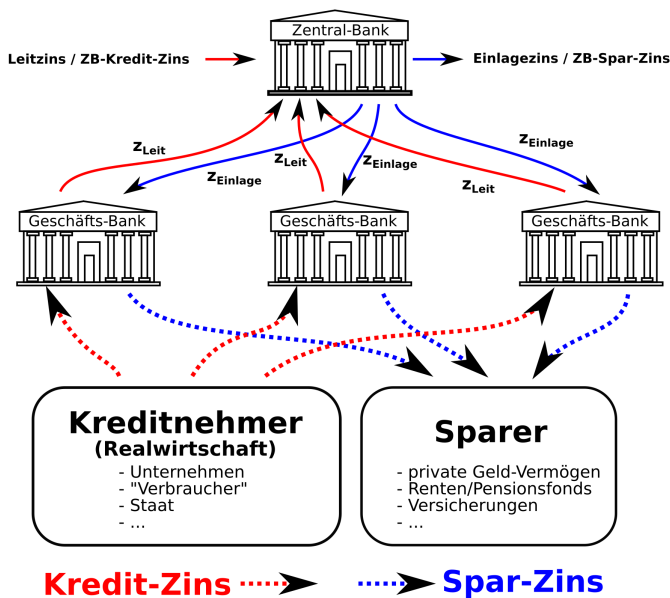 Zentral-Bank
Leitzins / ZB-Kredit-Zins
Einlagezins / ZB-Spar-Zins
zLeit
zEinlage
zLeit
zEinlage
zLeit
zEinlage
Geschäfts-Bank
Geschäfts-Bank
Geschäfts-Bank
Kreditnehmer
(Realwirtschaft)
- Unternehmen
- "Verbraucher"
- Staat
- ...
Sparer
- private Geld-Vermögen
- Renten/Pensionsfonds
- Versicherungen
- ...
Kredit-Zins
Spar-Zins